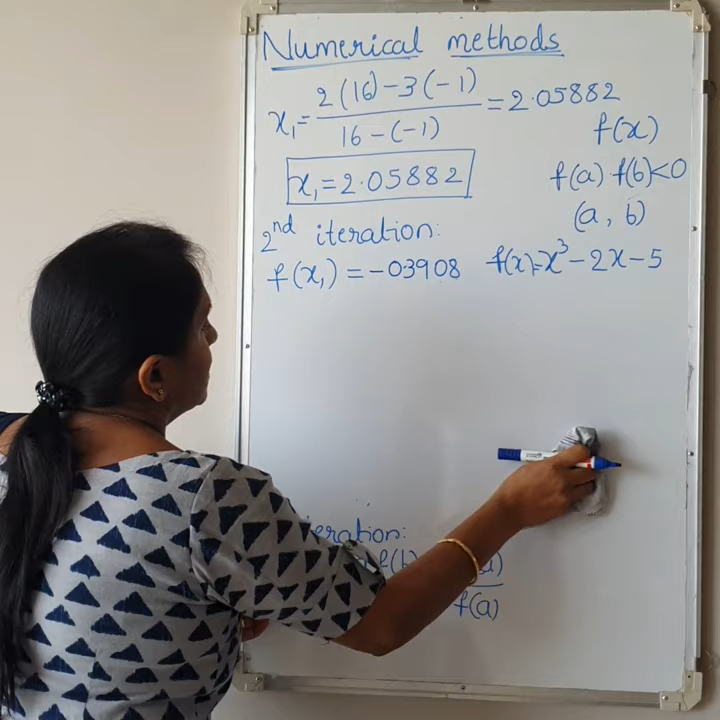 Numerical methods
x₁ = 2(16) - 3(-1) / 16 - (-1) = 2.05882
f(x)
x₁ = 2.05882
f(a) f(b) < 0
(a, b)
2nd iteration:
f(x₁) = -03908 f(x) = x³ - 2x - 5
f(b)
f(a)